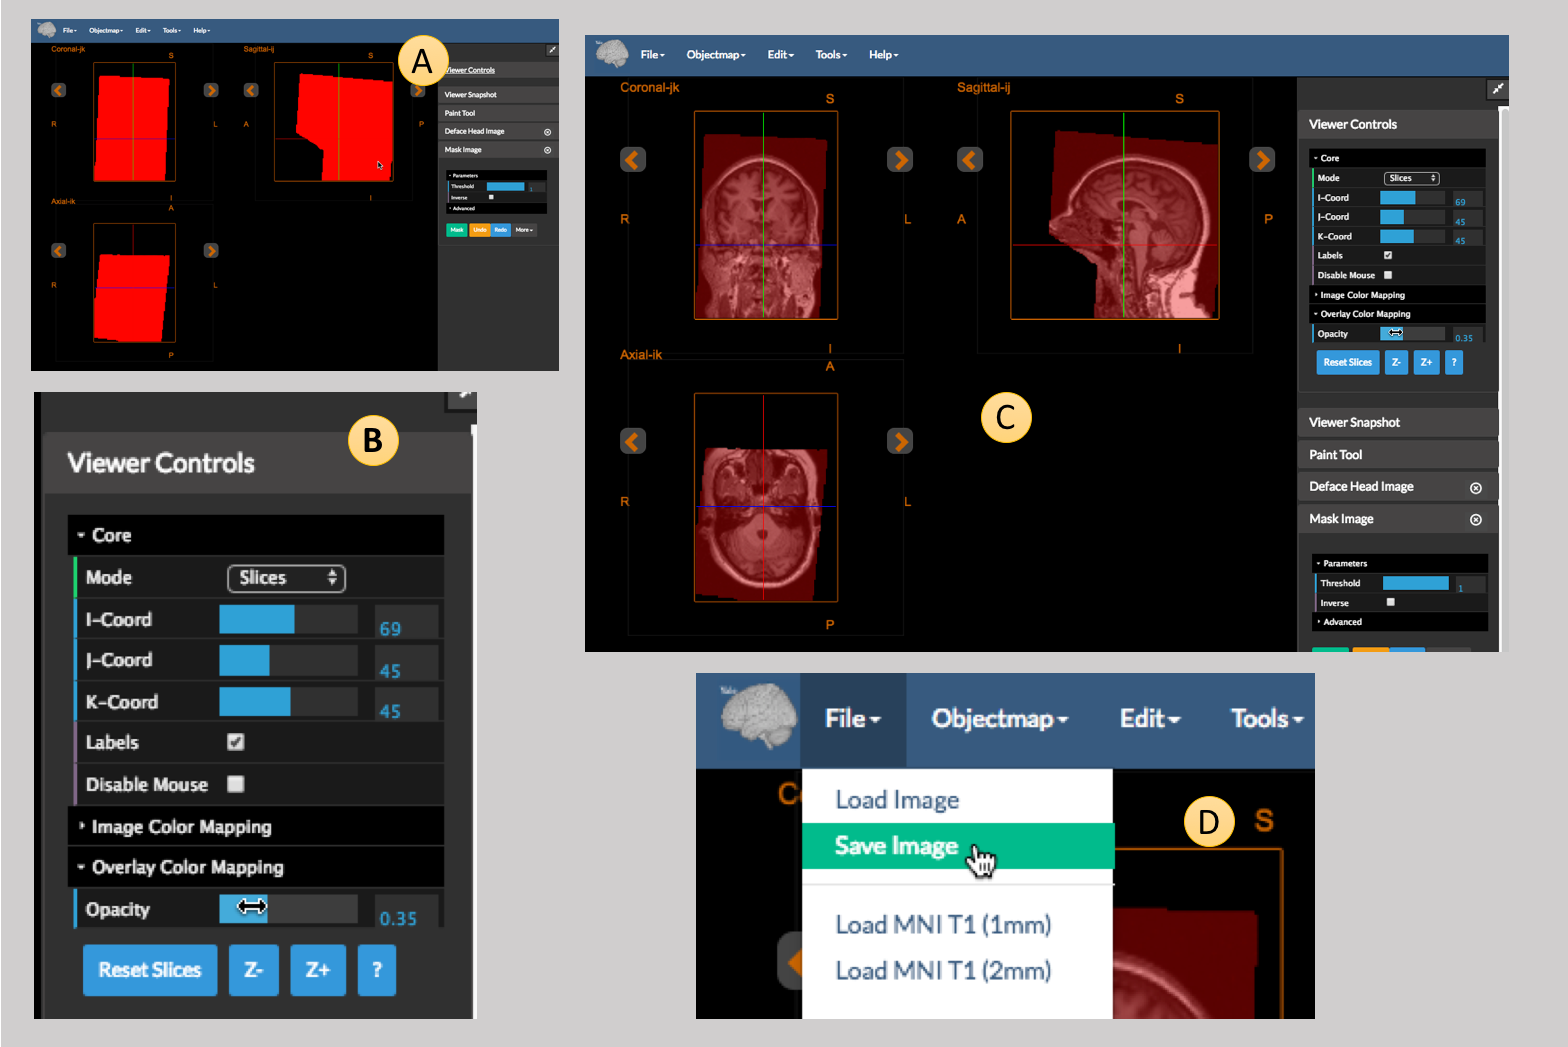 File
Objectmap
Edit
Tools
Help
Coronal-jk
S
Sagittal-ij
S
A
R
L
A
P
I
I
Axial-ik
A
R
L
P
Viewer Controls
Viewer Snapshot
Paint Tool
Deface Head Image
Mask Image
Parameters
Threshold 1
Inverse
Advanced
Mask Undo Redo More
B
Viewer Controls
Core
Mode Slices
I-Coord 69
J-Coord 45
K-Coord 45
Labels
Disable Mouse
Image Color Mapping
Overlay Color Mapping
Opacity 0.35
Reset Slices Z- Z+ ?
File Objectmap Edit Tools Help
Coronal-jk
S
Sagittal-ij
S
R
L
A
P
I
I
Axial-ik
A
R
L
P
C
Viewer Controls
Core
Mode Slices
I-Coord 69
J-Coord 45
K-Coord 45
Labels
Disable Mouse
Image Color Mapping
Overlay Color Mapping
Opacity 0.35
Reset Slices Z- Z+ ?
Viewer Snapshot
Paint Tool
Deface Head Image
Mask Image
Parameters
Threshold 1
Inverse
Advanced
File Objectmap Edit Tools
Load Image
Save Image
Load MNI T1 (1mm)
Load MNI T1 (2mm)
D
S